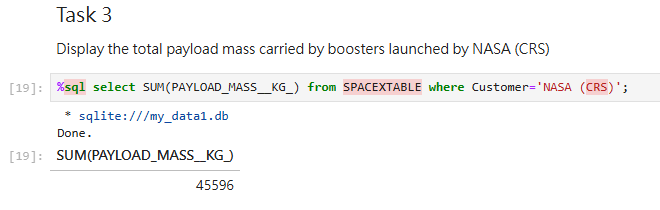 Task 3
Display the total payload mass carried by boosters launched by NASA (CRS)
[19]: %sql select SUM(PAYLOAD_MASS__KG_) from SPACEXTABLE where Customer='NASA (CRS)';
* sqlite:///my_data1.db
Done.
[19]: SUM(PAYLOAD_MASS__KG_)
45596